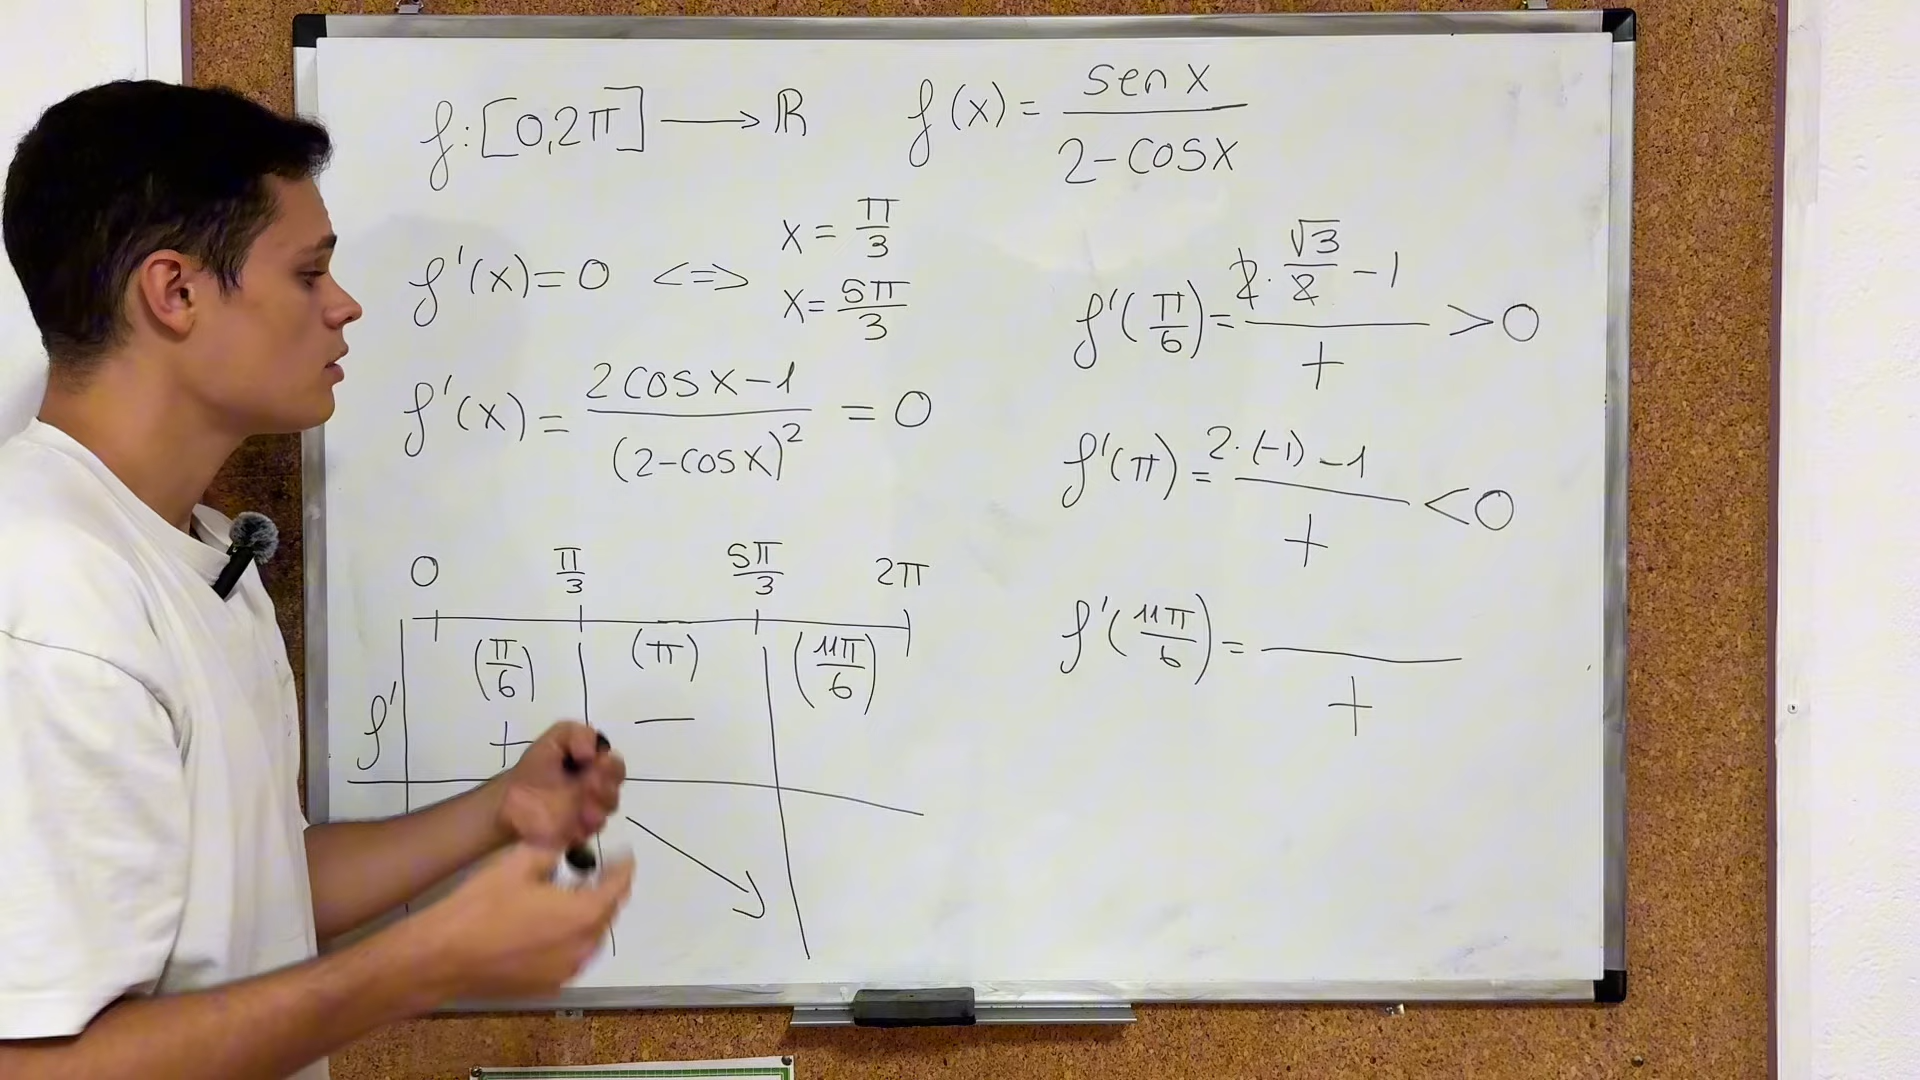 f:[0,2π] ⟶ ℝ
f(x)= sen x / 2-cosx
f'(x)=0 <=> x = π/3
x= 5π/3
f'(x) = 2cosx-1 / (2-cosx)² = 0
f'(π/6)= 2·√3/2 -1 / + >0
f'(π)= 2·(-1)-1 / + <0
f'(11π/6)= / +
0 π/3 5π/3 2π
(π/6) (π) (11π/6)
f' + —